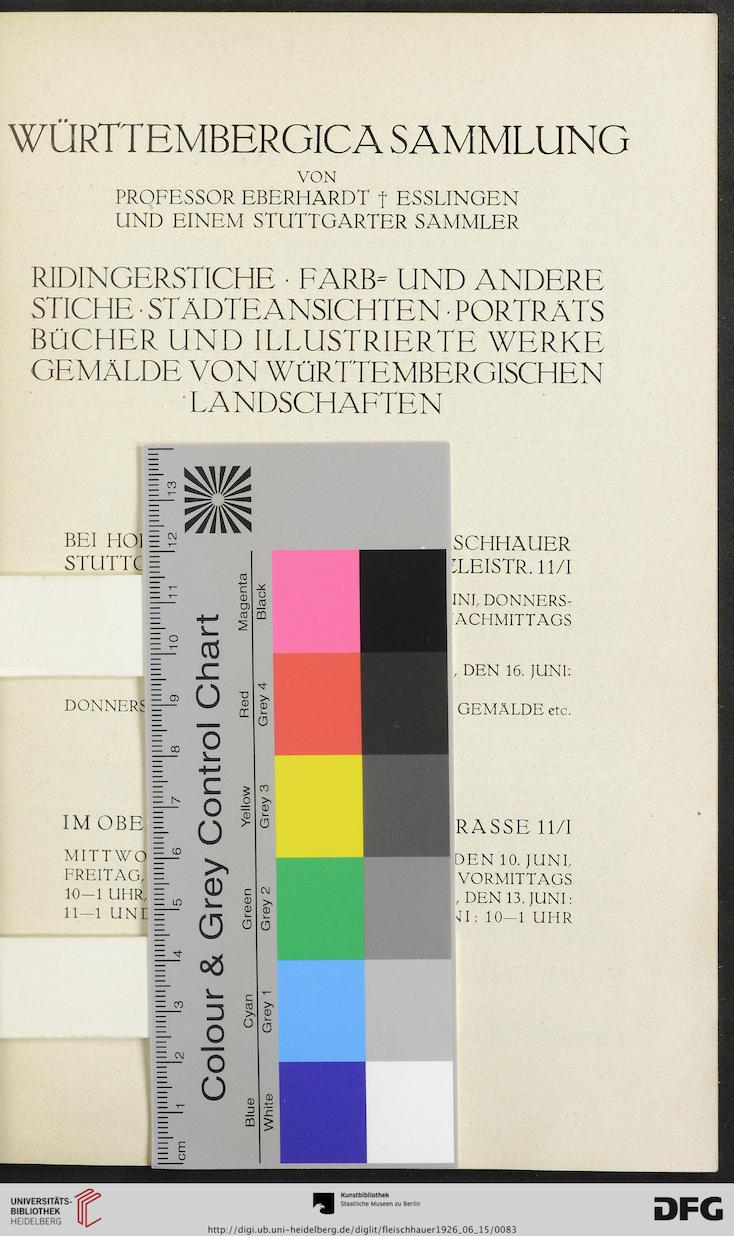 WÜRTTEMBERGICA SAMMLUNG
VON
PROFESSOR EBERHARDT † ESSLINGEN
UND EINEM STUTTGARTER SAMMLER
RIDINGERSTICHE · FARB= UND ANDERE
STICHE · STÄDTEANSICHTEN · PORTRÄTS
BÜCHER UND ILLUSTRIERTE WERKE
GEMÄLDE VON WÜRTTEMBERGISCHEN
LANDSCHAFTEN
BEI SCHHAUER
LEISTR. 11/I
DONNERS-
ACHMITTAGS
, DEN 16. JUNI:
DONNERS GEMÄLDE etc.
IM OBE RASSE 11/I
MITTWO DEN 10. JUNI,
FREITAG, VORMITTAGS
10—1 UHR, , DEN 13. JUNI:
11—1 UND NI: 10—1 UHR
Colour & Grey Control Chart
Blue Cyan Green Yellow Red Magenta
White Grey 1 Grey 2 Grey 3 Grey 4 Black
cm 1 2 3 4 5 6 7 8 9 10 11 12 13
UNIVERSITÄTS-
BIBLIOTHEK
HEIDELBERG
Kunstbibliothek
Staatliche Museen zu Berlin
DFG
http://digi.ub.uni-heidelberg.de/diglit/fleischhauer1926_06_15/0083